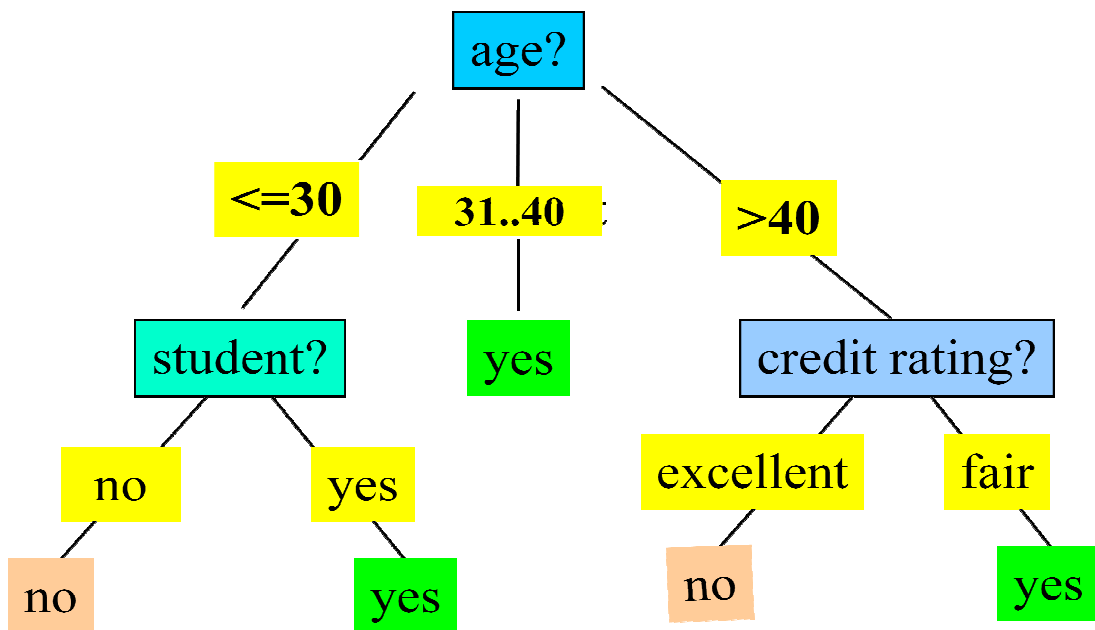 age?
<=30
31..40
>40
student?
yes
credit rating?
no
yes
excellent
fair
no
yes
no
yes